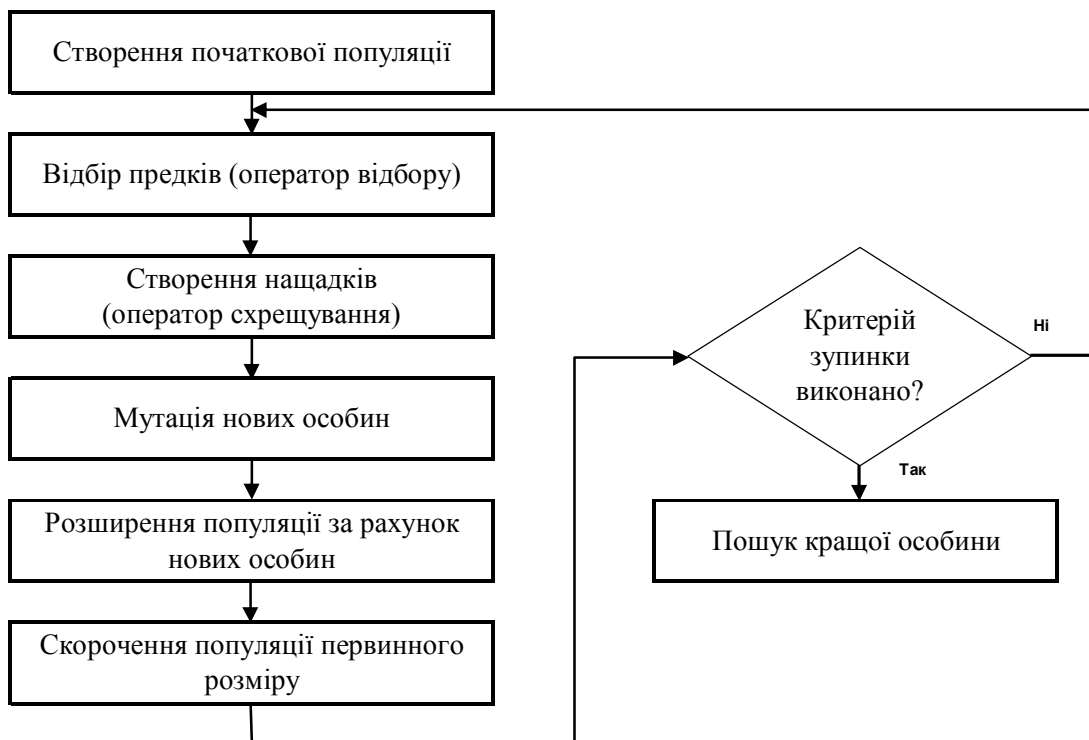 Створення початкової популяції
Відбір предків (оператор відбору)
Створення нащадків
(оператор схрещування)
Мутація нових особин
Розширення популяції за рахунок
нових особин
Скорочення популяції первинного
розміру
Критерій
зупинки
виконано?
Ні
Так
Пошук кращої особини